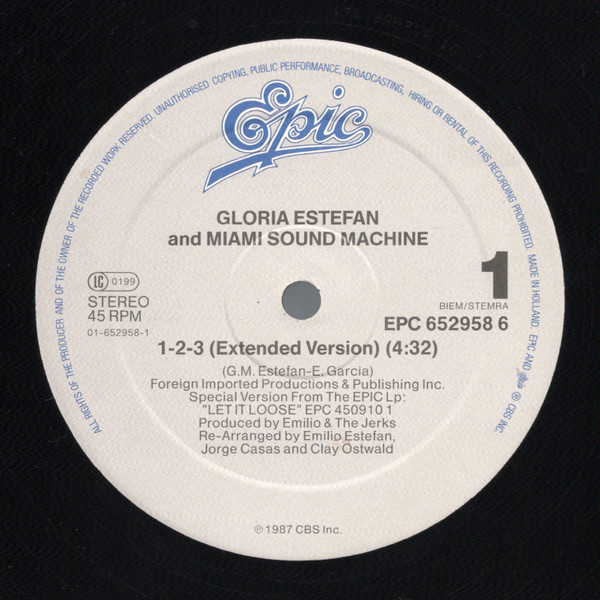 ALL RIGHTS OF THE PRODUCER AND OF THE OWNER OF THE RECORDED WORK RESERVED. UNAUTHORISED COPYING, PUBLIC PERFORMANCE, BROADCASTING, HIRING OR RENTAL OF THIS RECORDING PROHIBITED. MADE IN HOLLAND. EPIC AND ® CBS INC.
Epic
GLORIA ESTEFAN
and MIAMI SOUND MACHINE
LC 0199
STEREO
45 RPM
01-652958-1
1
BIEM/STEMRA
EPC 652958 6
1-2-3 (Extended Version) (4:32)
(G.M. Estefan-E. Garcia)
Foreign Imported Productions & Publishing Inc.
Special Version From The EPIC Lp:
"LET IT LOOSE" EPC 450910 1
Produced by Emilio & The Jerks
Re-Arranged by Emilio Estefan,
Jorge Casas and Clay Ostwald
℗ 1987 CBS Inc.